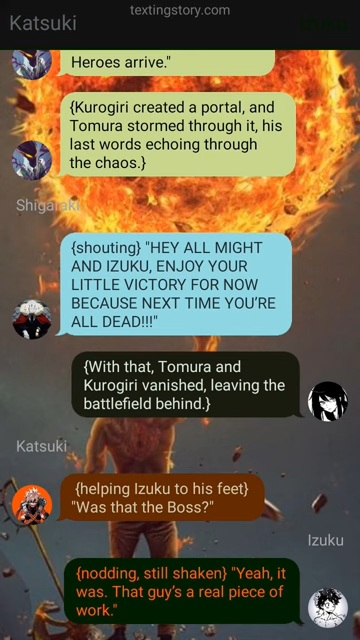 textingstory.com
Katsuki
Heroes arrive."
{Kurogiri created a portal, and
Tomura stormed through it, his
last words echoing through
the chaos.}
Shigaraki
{shouting} "HEY ALL MIGHT
AND IZUKU, ENJOY YOUR
LITTLE VICTORY FOR NOW
BECAUSE NEXT TIME YOU'RE
ALL DEAD!!!"
{With that, Tomura and
Kurogiri vanished, leaving the
battlefield behind.}
Katsuki
{helping Izuku to his feet}
"Was that the Boss?"
Izuku
{nodding, still shaken} "Yeah, it
was. That guy's a real piece of
work."